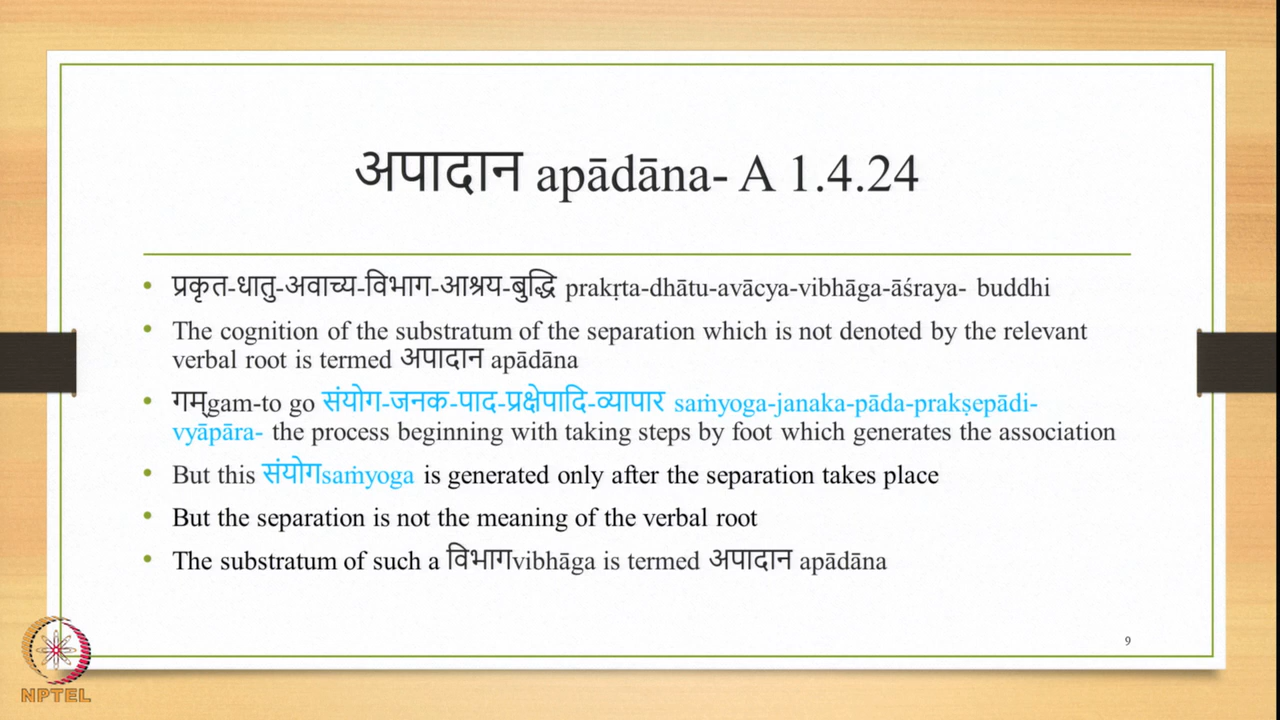 अपादान apādāna- A 1.4.24
• प्रकृत-धातु-अवाच्य-विभाग-आश्रय-बुद्धि prakṛta-dhātu-avācya-vibhāga-āśraya- buddhi
• The cognition of the substratum of the separation which is not denoted by the relevant
verbal root is termed अपादान apādāna
• गम्gam-to go संयोग-जनक-पाद-प्रक्षेपादि-व्यापार saṁyoga-janaka-pāda-prakṣepādi-
vyāpāra- the process beginning with taking steps by foot which generates the association
• But this संयोगsaṁyoga is generated only after the separation takes place
• But the separation is not the meaning of the verbal root
• The substratum of such a विभागvibhāga is termed अपादान apādāna
9
NPTEL